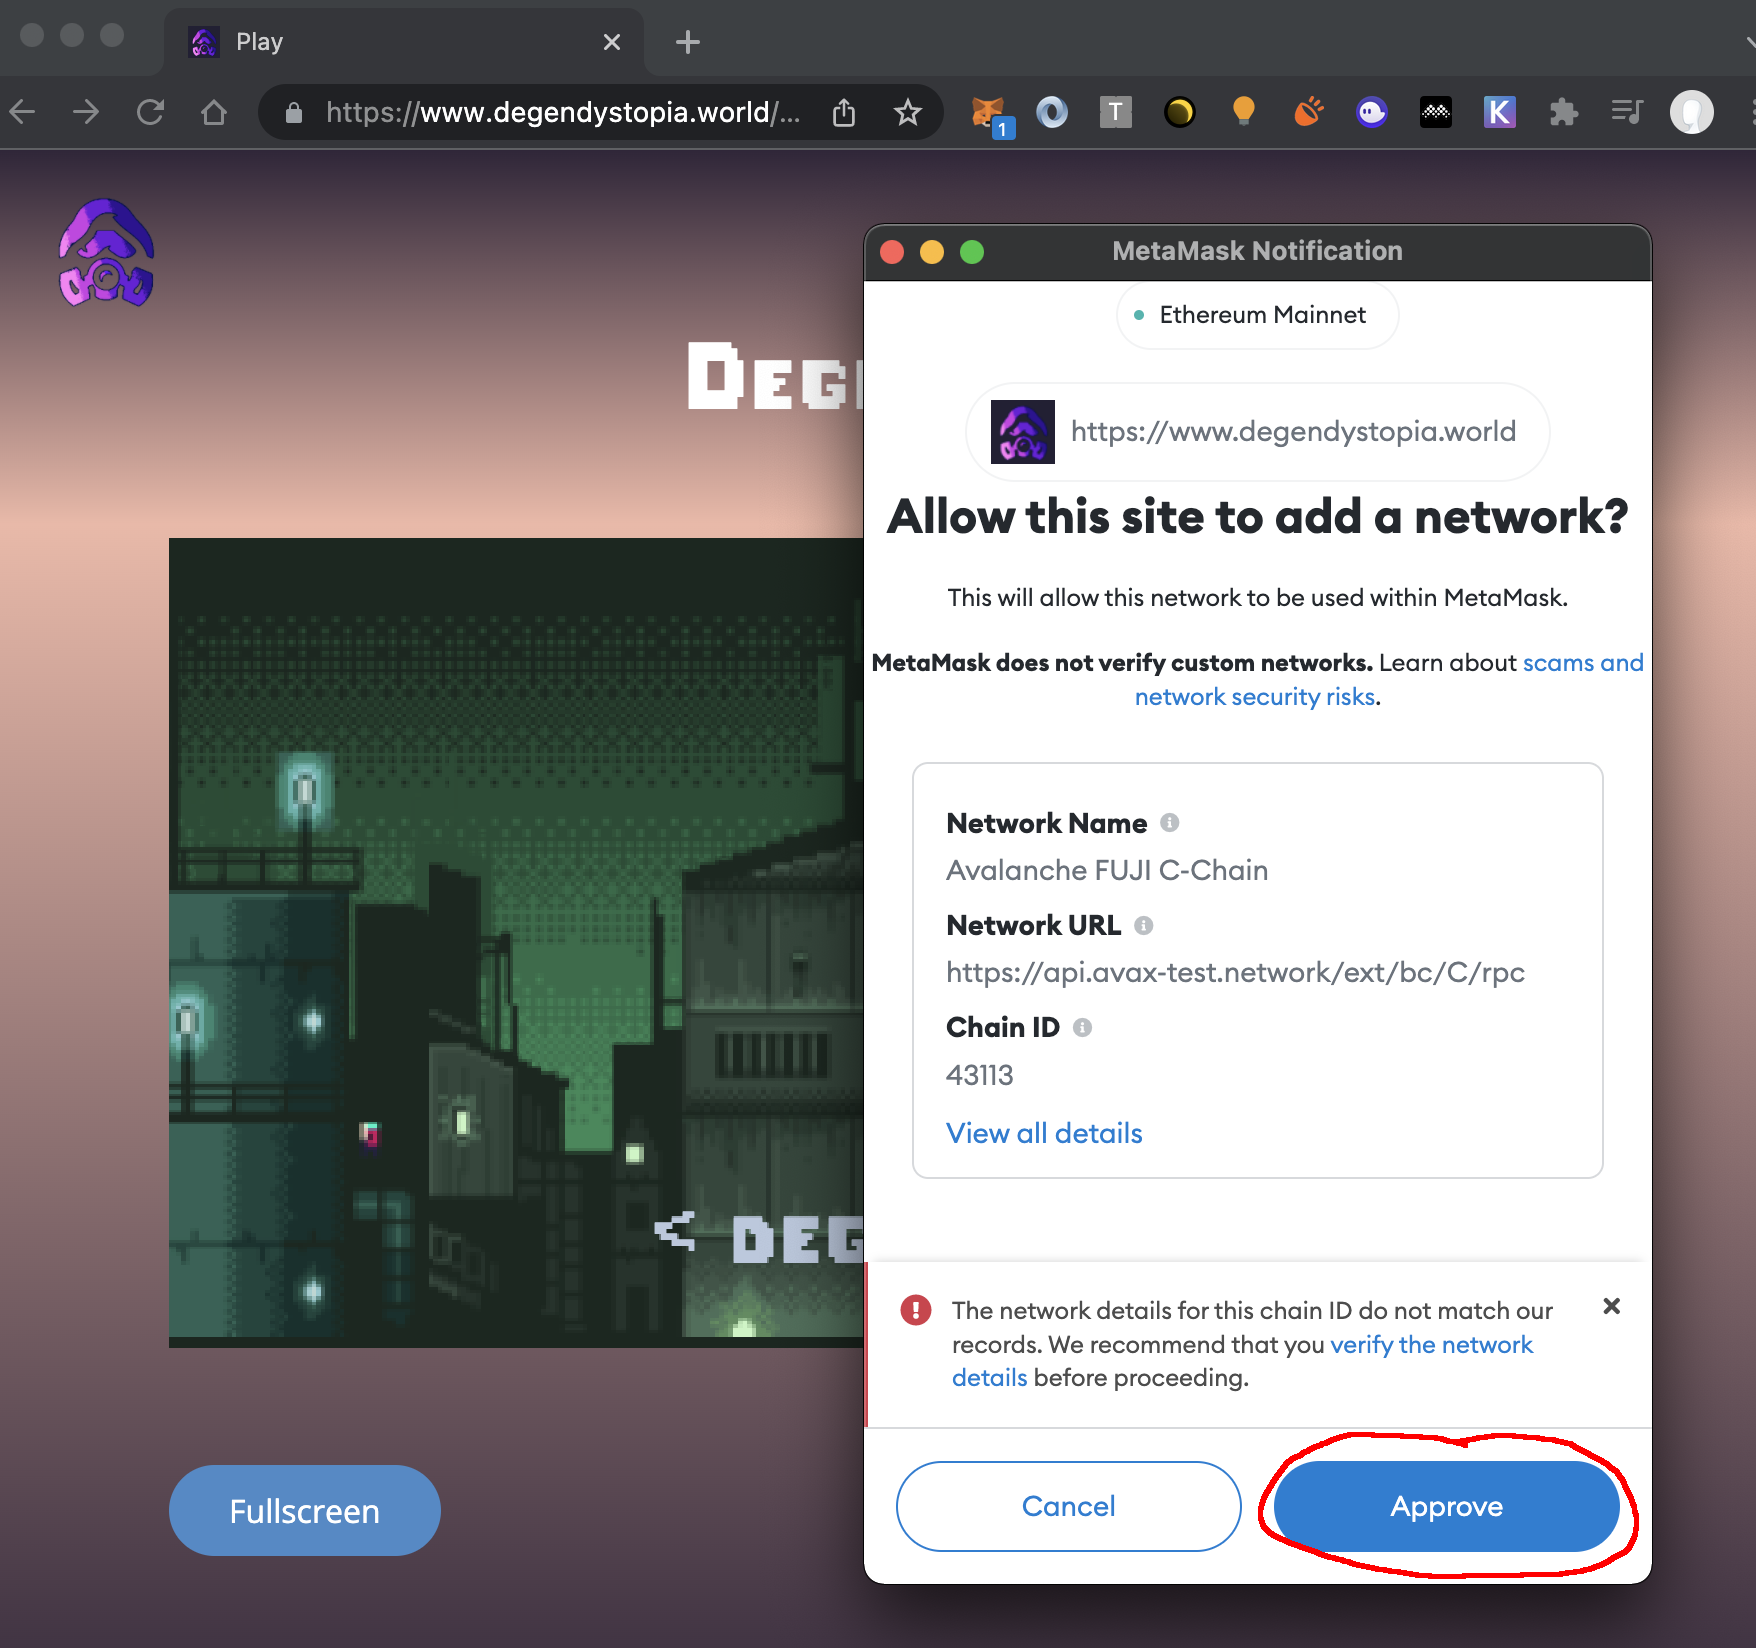 Play
https://www.degendystopia.world/...
1
T
K
MetaMask Notification
Ethereum Mainnet
https://www.degendystopia.world
DEG
Allow this site to add a network?
This will allow this network to be used within MetaMask.
MetaMask does not verify custom networks. Learn about scams and
network security risks.
Network Name
Avalanche FUJI C-Chain
Network URL
https://api.avax-test.network/ext/bc/C/rpc
Chain ID
43113
View all details
< DEG
The network details for this chain ID do not match our
records. We recommend that you verify the network
details before proceeding.
Cancel
Approve
Fullscreen